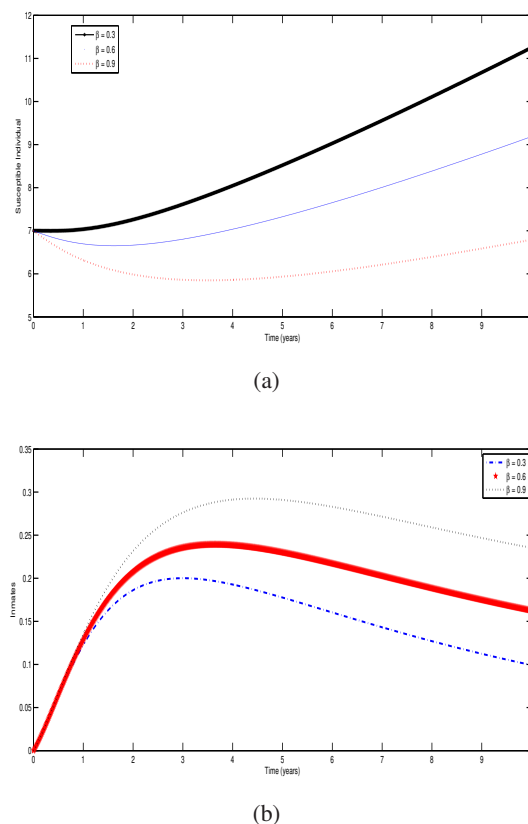 12
11
10
9
8
7
6
5
Susceptible Individual
β = 0.3
β = 0.6
β = 0.9
0 1 2 3 4 5 6 7 8 9
Time (years)
(a)
0.35
0.3
0.25
0.2
0.15
0.1
0.05
0
Inmates
β = 0.3
β = 0.6
β = 0.9
0 1 2 3 4 5 6 7 8 9
Time (years)
(b)